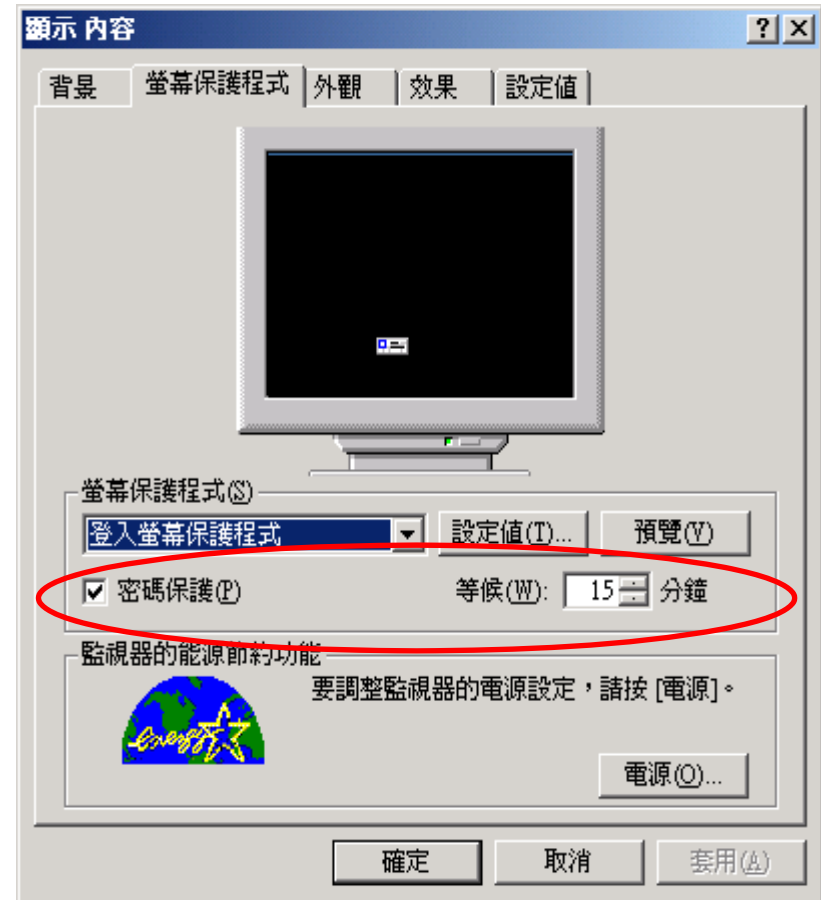 顯示 內容
背景 螢幕保護程式 外觀 效果 設定值
螢幕保護程式(S)
登入螢幕保護程式 設定值(T)... 預覽(V)
密碼保護(P) 等候(W): 15 分鐘
監視器的能源節約功能
要調整監視器的電源設定，請按 [電源]。
energy
電源(O)...
確定 取消 套用(A)